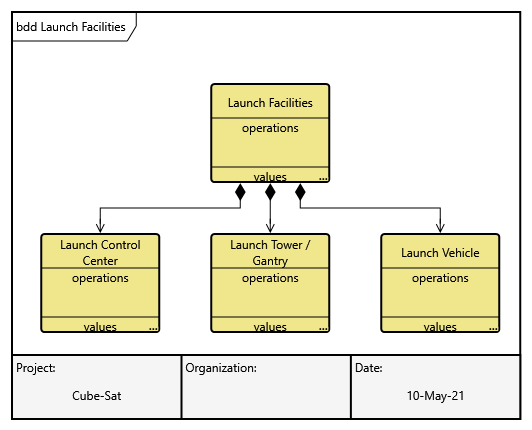 bdd Launch Facilities
Launch Facilities
operations
values
...
Launch Control
Center
operations
values
...
Launch Tower /
Gantry
operations
values
...
Launch Vehicle
operations
values
...
Project:
Cube-Sat
Organization:
Date:
10-May-21